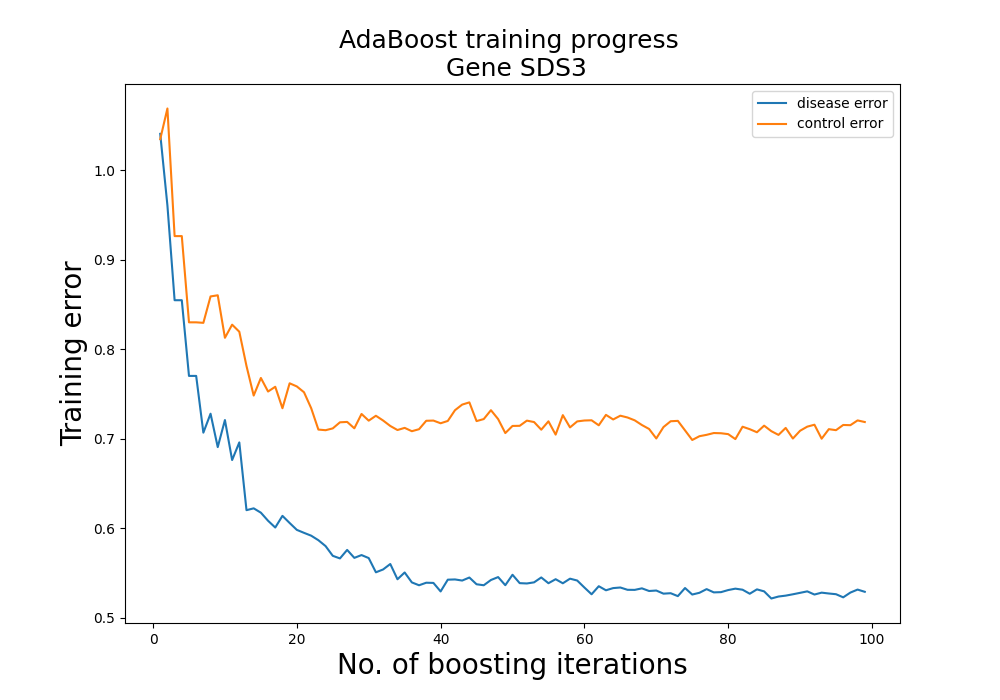 AdaBoost training progress
Gene SDS3
disease error
control error
Training error
1.0
0.9
0.8
0.7
0.6
0.5
0
20
40
60
80
100
No. of boosting iterations